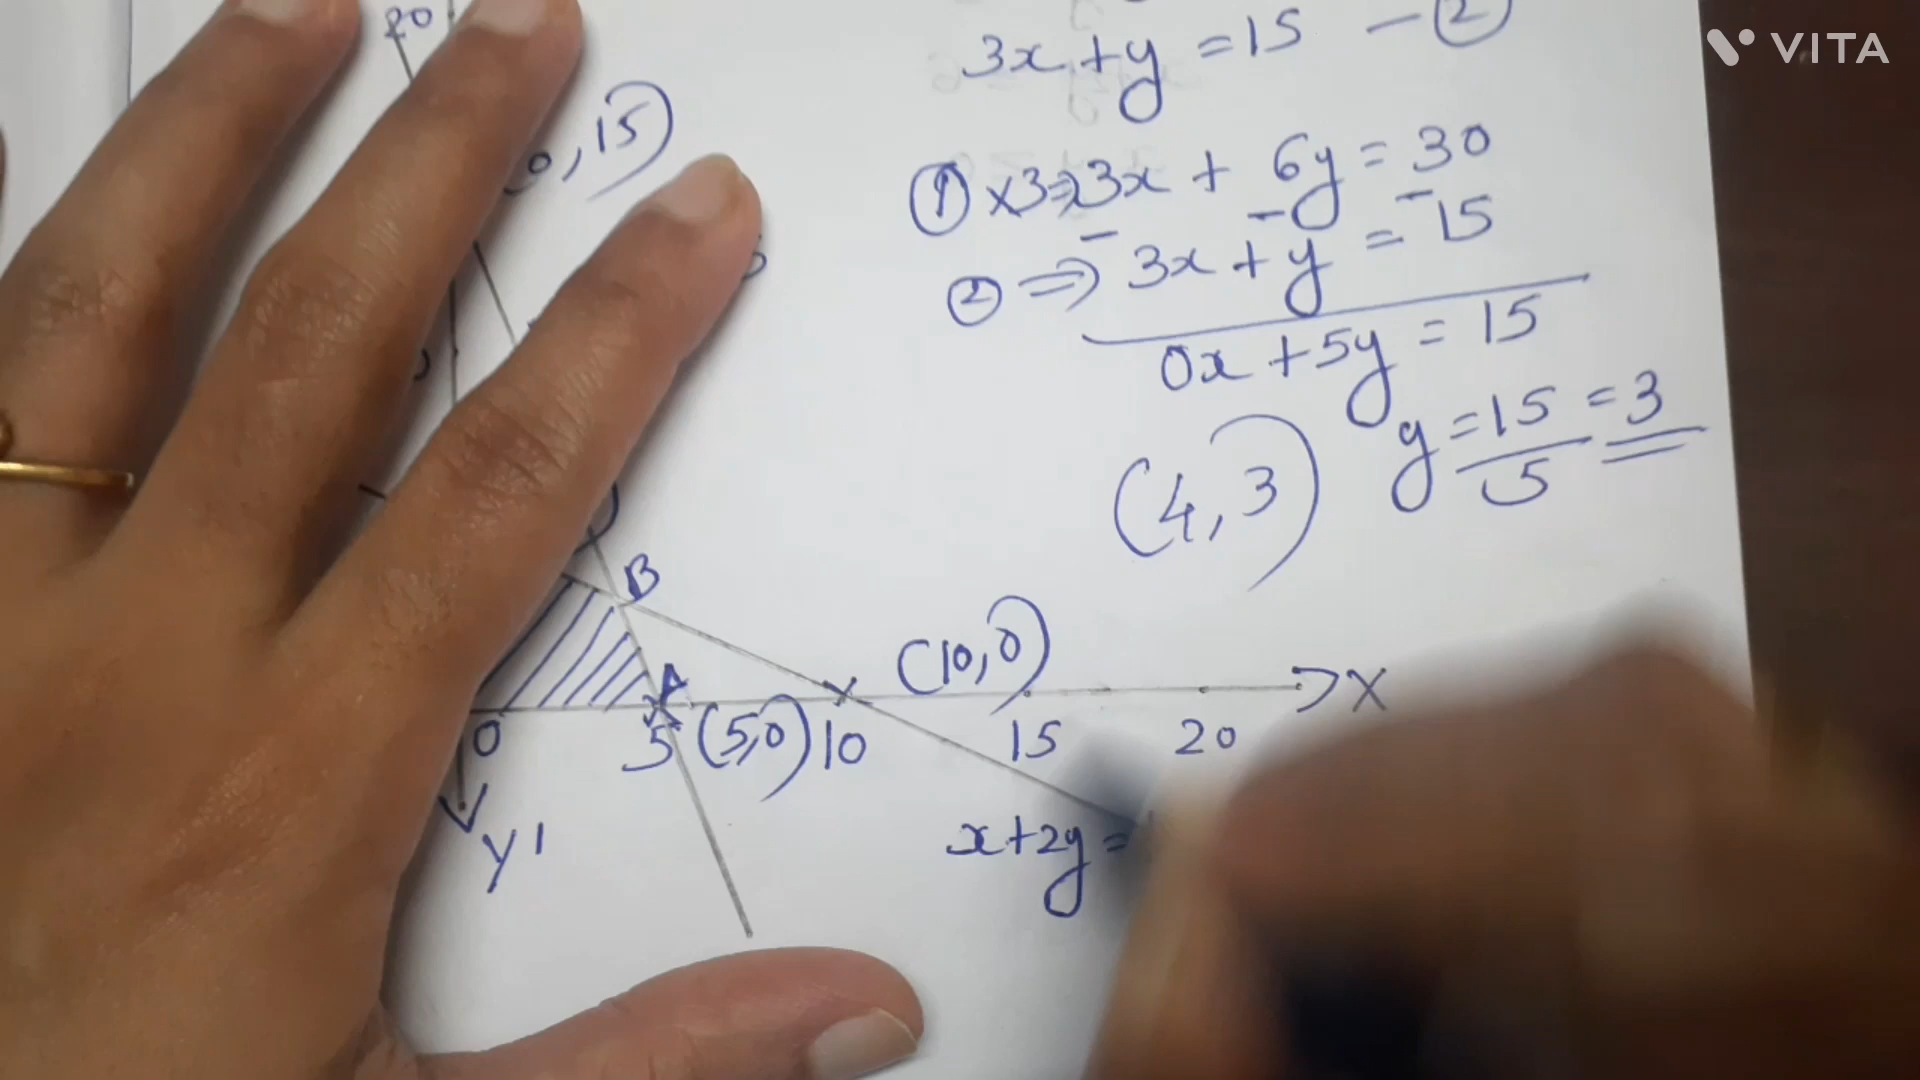 VITA
3x + y = 15 — ②
① x3 ⇒ 3x + 6y = 30
② ⇒ 3x + y = 15
- - -
0x + 5y = 15
y = 15/5 = 3
(4, 3)
20
0, 15)
B
A
(10, 0)
X
0
5
(5, 0)
10
15
20
Y1
x + 2y =